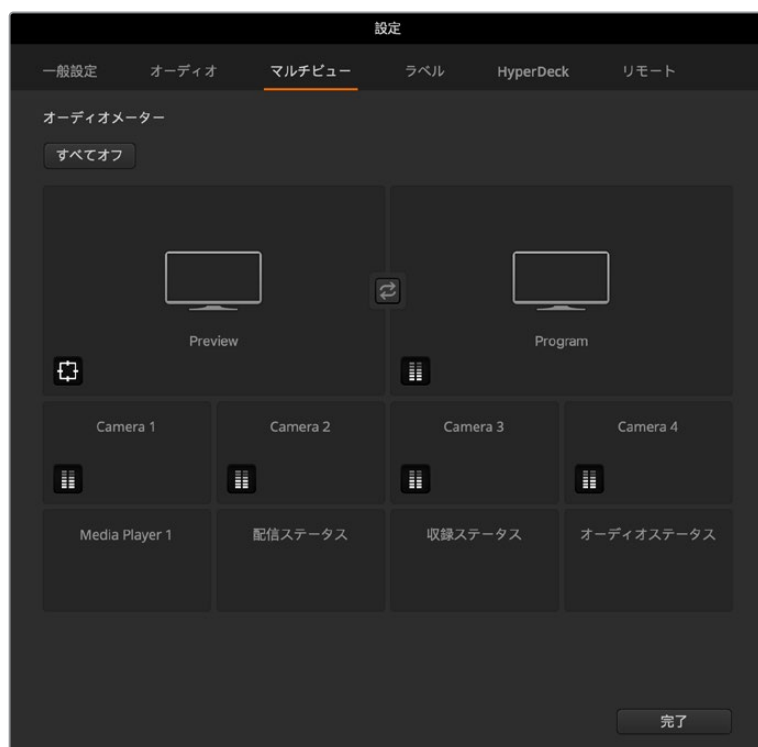 設定
一般設定 オーディオ マルチビュー ラベル HyperDeck リモート
オーディオメーター
すべてオフ
Preview Program
Camera 1 Camera 2 Camera 3 Camera 4
Media Player 1 配信ステータス 収録ステータス オーディオステータス
完了